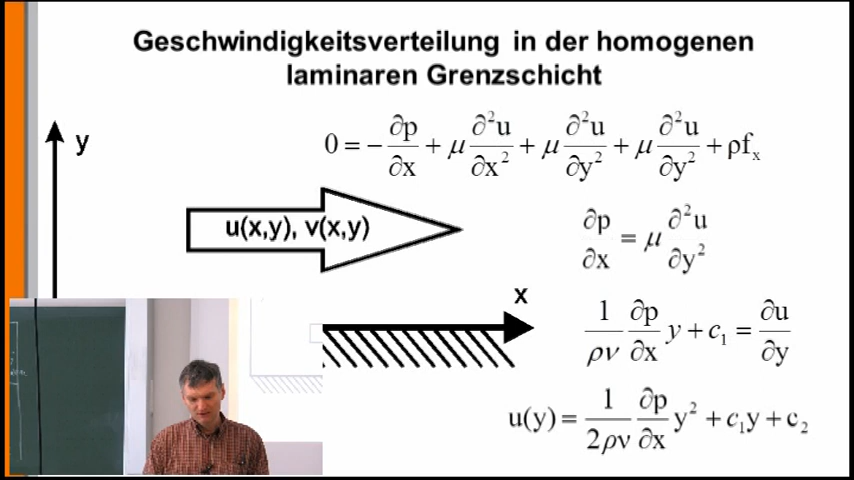 Geschwindigkeitsverteilung in der homogenen
laminaren Grenzschicht
y
0 = -∂p/∂x + μ ∂²u/∂x² + μ ∂²u/∂y² + μ ∂²u/∂y² + ρfₓ
u(x,y), v(x,y)
∂p/∂x = μ ∂²u/∂y²
x
1/ρν ∂p/∂x y + c₁ = ∂u/∂y
u(y) = 1/2ρν ∂p/∂x y² + c₁y + c₂